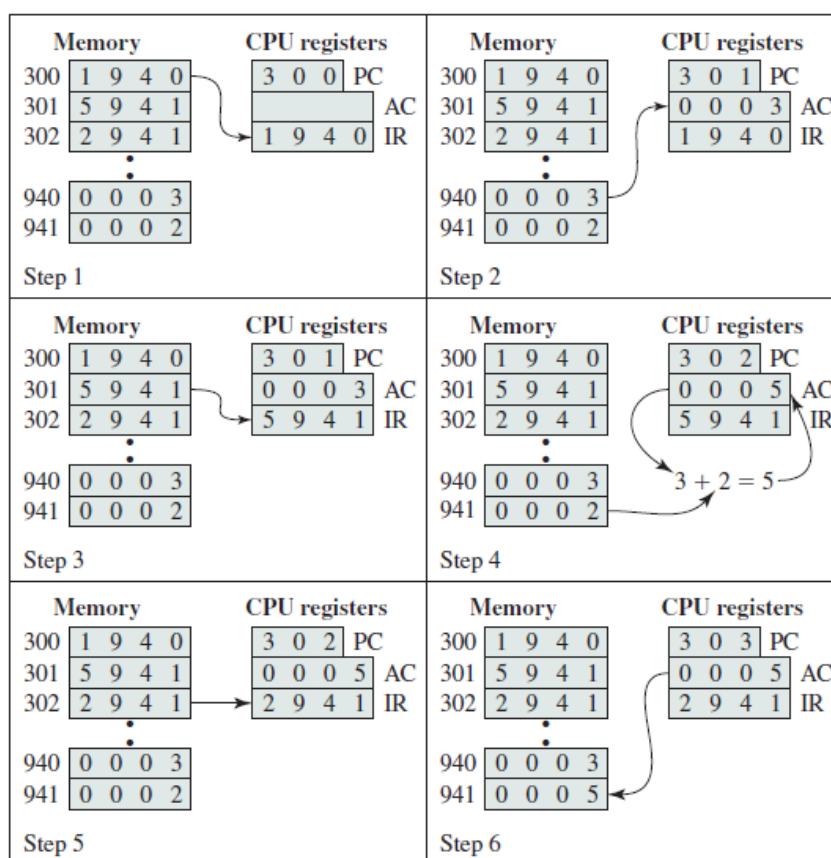 Memory CPU registers
300 1 9 4 0 3 0 0 PC
301 5 9 4 1 AC
302 2 9 4 1 1 9 4 0 IR
940 0 0 0 3
941 0 0 0 2
Step 1
Memory CPU registers
300 1 9 4 0 3 0 1 PC
301 5 9 4 1 0 0 0 3 AC
302 2 9 4 1 1 9 4 0 IR
940 0 0 0 3
941 0 0 0 2
Step 2
Memory CPU registers
300 1 9 4 0 3 0 1 PC
301 5 9 4 1 0 0 0 3 AC
302 2 9 4 1 5 9 4 1 IR
940 0 0 0 3
941 0 0 0 2
Step 3
Memory CPU registers
300 1 9 4 0 3 0 2 PC
301 5 9 4 1 0 0 0 5 AC
302 2 9 4 1 5 9 4 1 IR
940 0 0 0 3 3 + 2 = 5
941 0 0 0 2
Step 4
Memory CPU registers
300 1 9 4 0 3 0 2 PC
301 5 9 4 1 0 0 0 5 AC
302 2 9 4 1 2 9 4 1 IR
940 0 0 0 3
941 0 0 0 2
Step 5
Memory CPU registers
300 1 9 4 0 3 0 3 PC
301 5 9 4 1 0 0 0 5 AC
302 2 9 4 1 2 9 4 1 IR
940 0 0 0 3
941 0 0 0 5
Step 6